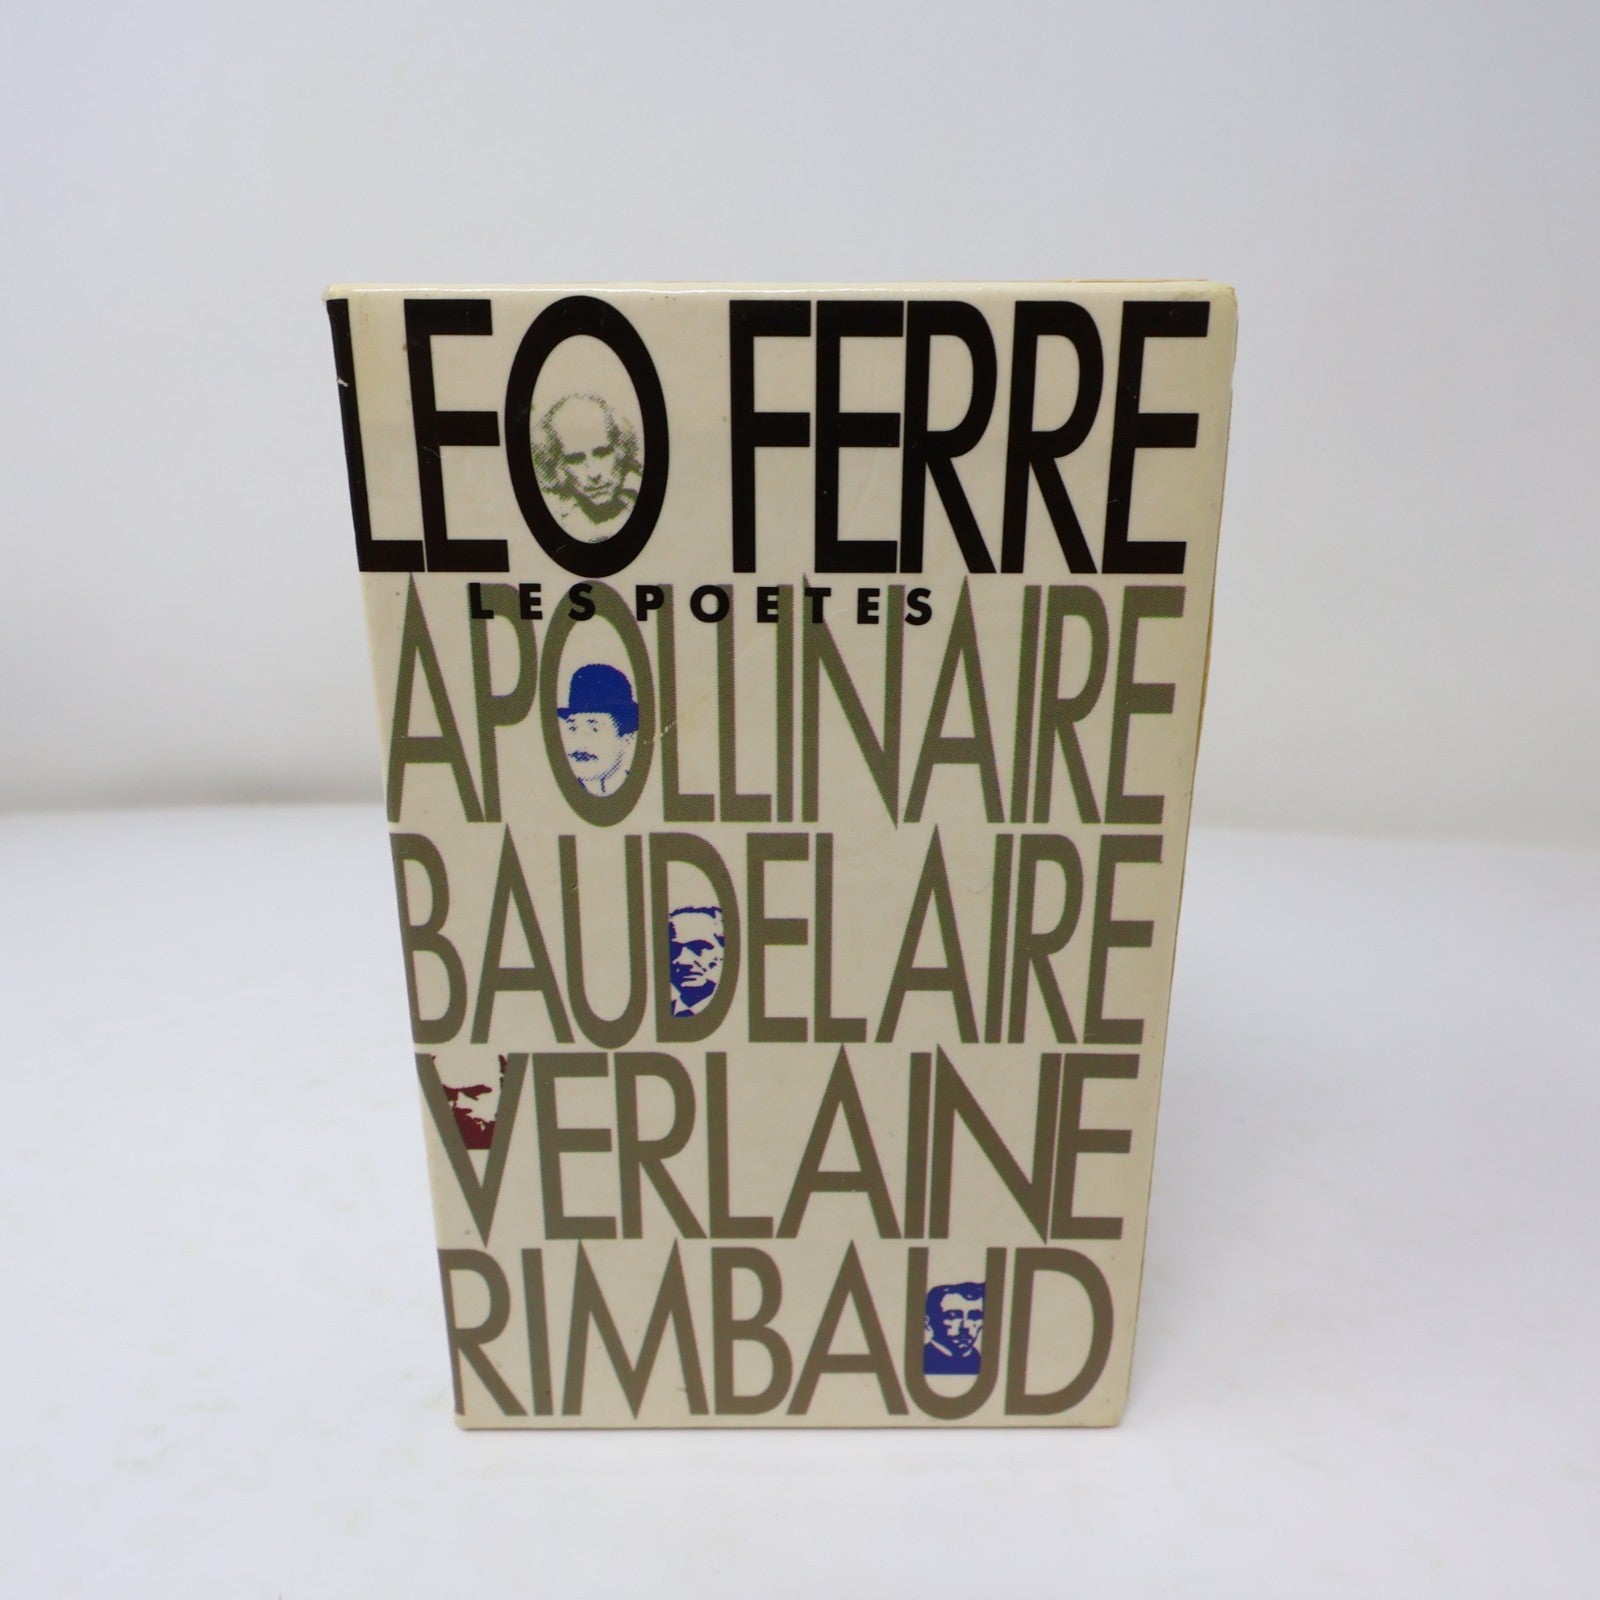 LEO FERRE
LES POETES
APOLLINAIRE
BAUDELAIRE
VERLAINE
RIMBAUD